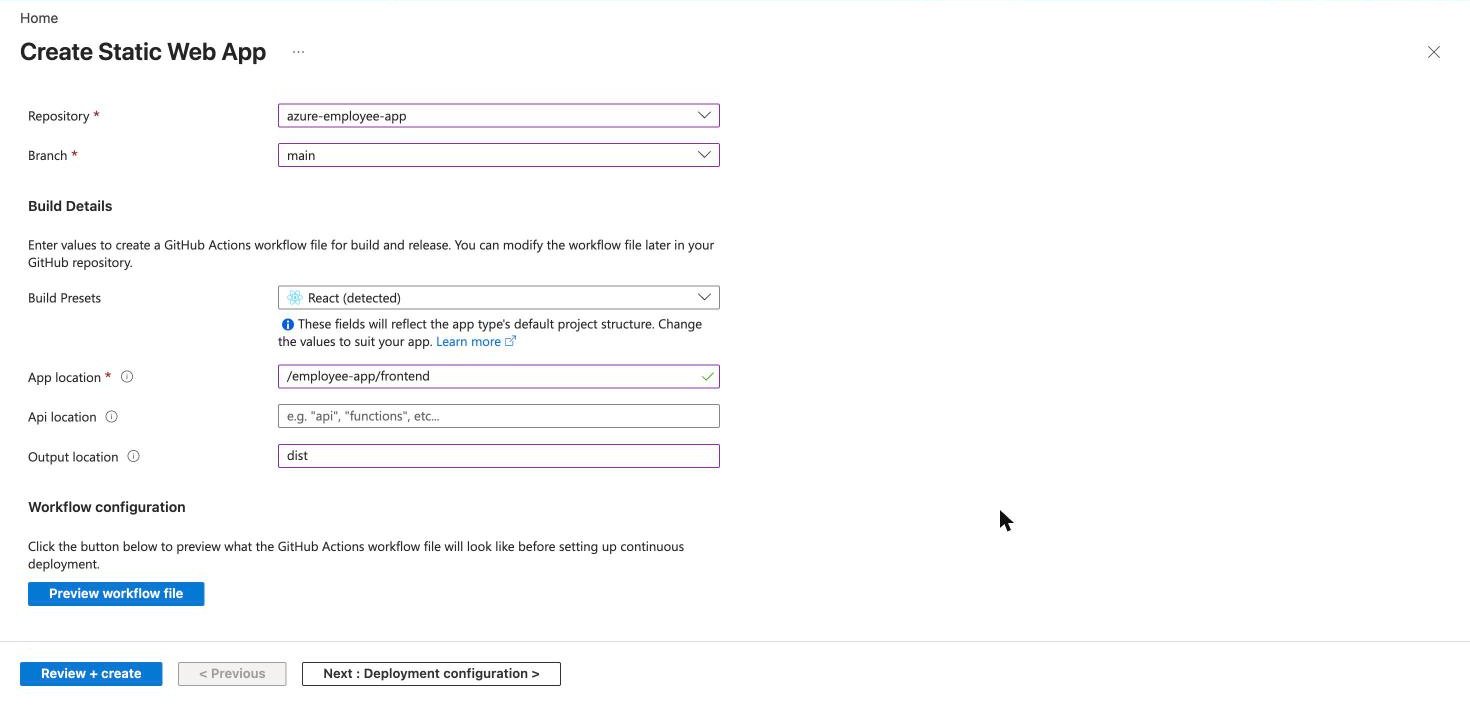 Home
Create Static Web App ...
Repository * azure-employee-app
Branch * main
Build Details
Enter values to create a GitHub Actions workflow file for build and release. You can modify the workflow file later in your
GitHub repository.
Build Presets React (detected)
These fields will reflect the app type's default project structure. Change
the values to suit your app. Learn more
App location * /employee-app/frontend
Api location e.g. "api", "functions", etc...
Output location dist
Workflow configuration
Click the button below to preview what the GitHub Actions workflow file will look like before setting up continuous
deployment.
Preview workflow file
Review + create < Previous Next : Deployment configuration >